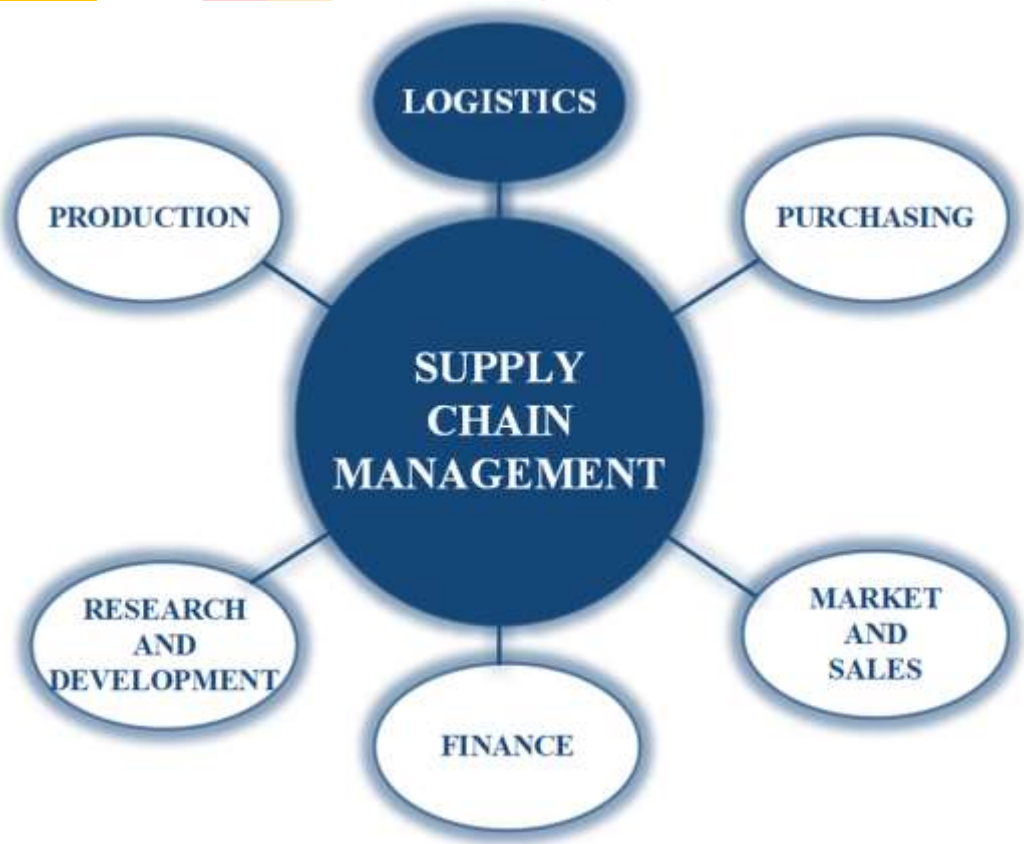 LOGISTICS
PRODUCTION
PURCHASING
SUPPLY
CHAIN
MANAGEMENT
RESEARCH
AND
DEVELOPMENT
MARKET
AND
SALES
FINANCE